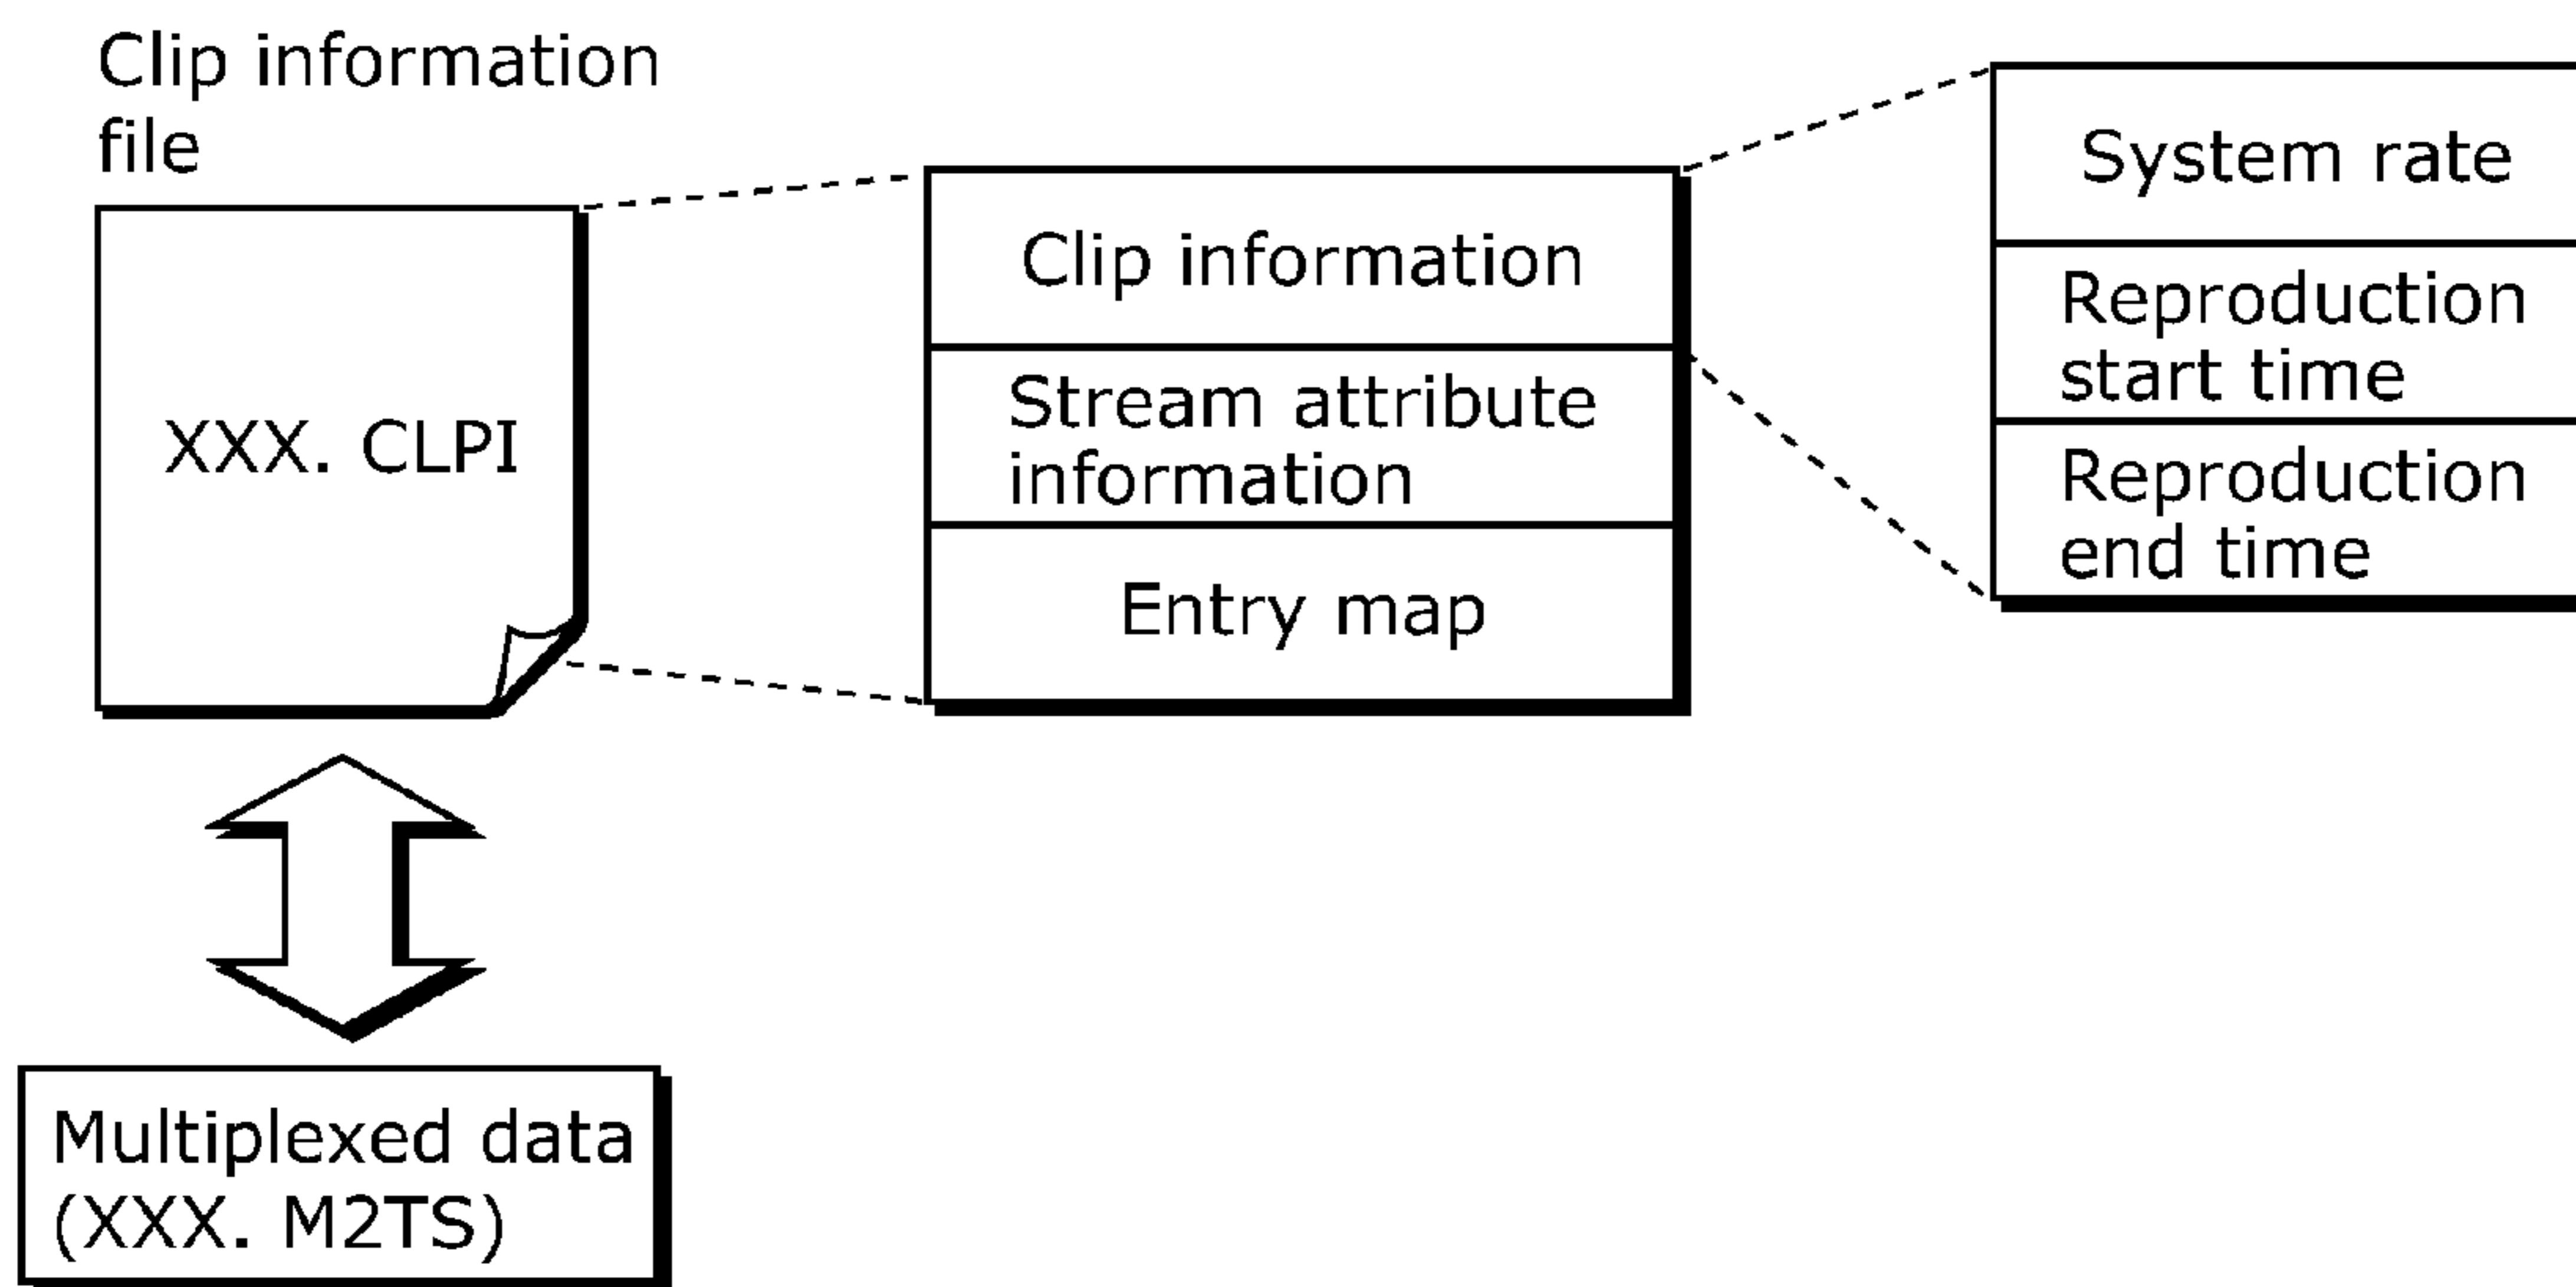 Clip information
file
XXX. CLPI
Clip information
Stream attribute
information
Entry map
System rate
Reproduction
start time
Reproduction
end time
Multiplexed data
(XXX. M2TS)